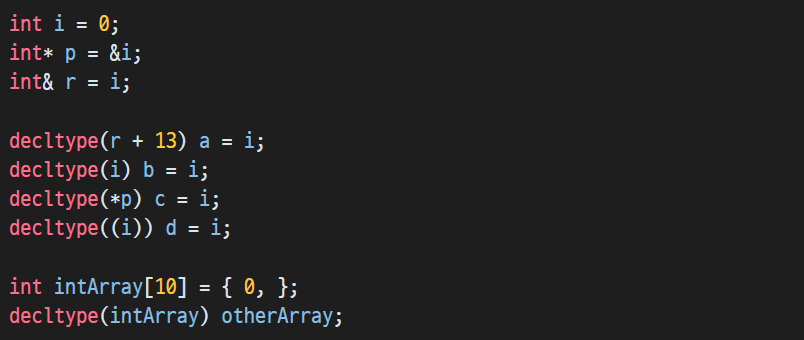 int i = 0;
int* p = &i;
int& r = i;
decltype(r + 13) a = i;
decltype(i) b = i;
decltype(*p) c = i;
decltype((i)) d = i;
int intArray[10] = { 0, };
decltype(intArray) otherArray;